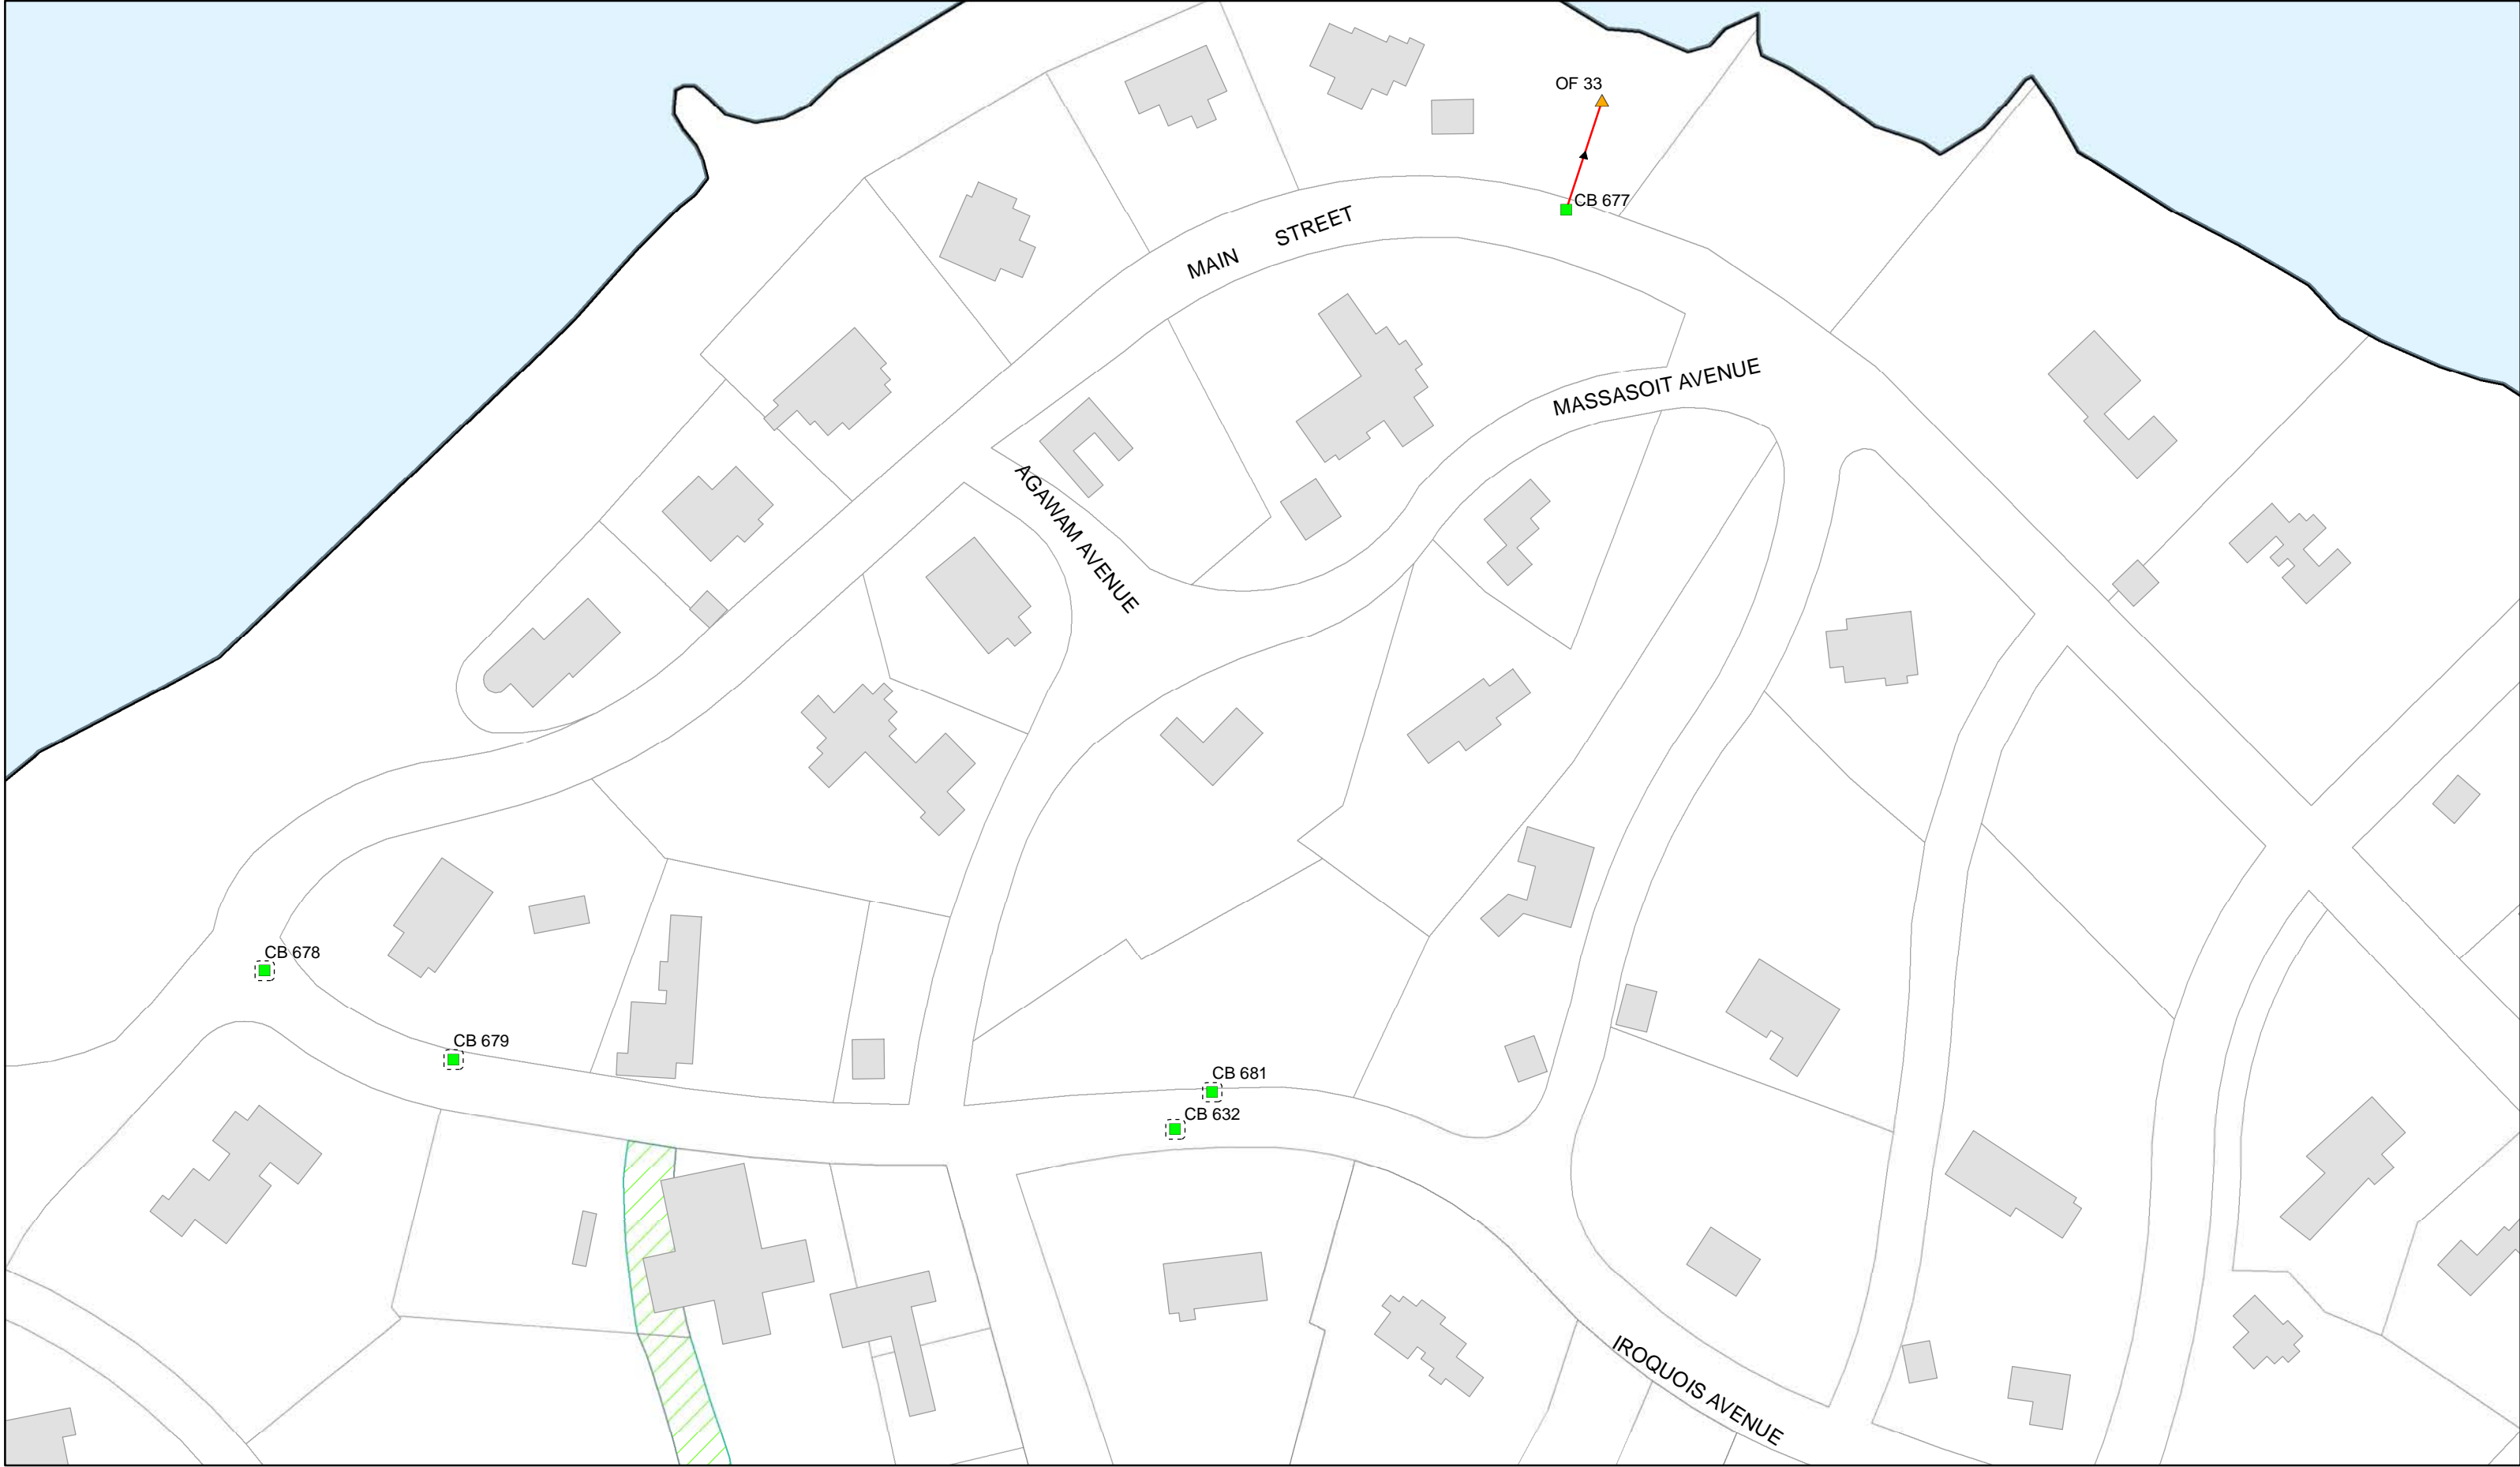 OF 33
CB 677
MAIN STREET
MASSASOIT AVENUE
AGAWAM AVENUE
CB 678
CB 679
CB 681
CB 632
IROQUOIS AVENUE